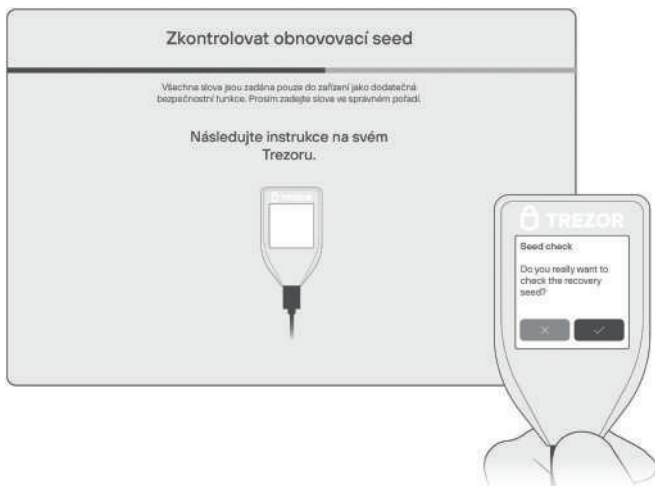 Zkontrolovat obnovovací seed
Všechna slova jsou zadána pouze do zařízení jako dodatečná
bezpečnostní funkce. Prosím zadejte slova ve správném pořadí.
Následujte instrukce na svém
Trezoru.
TREZOR
TREZOR
Seed check
Do you really want to
check the recovery
seed?